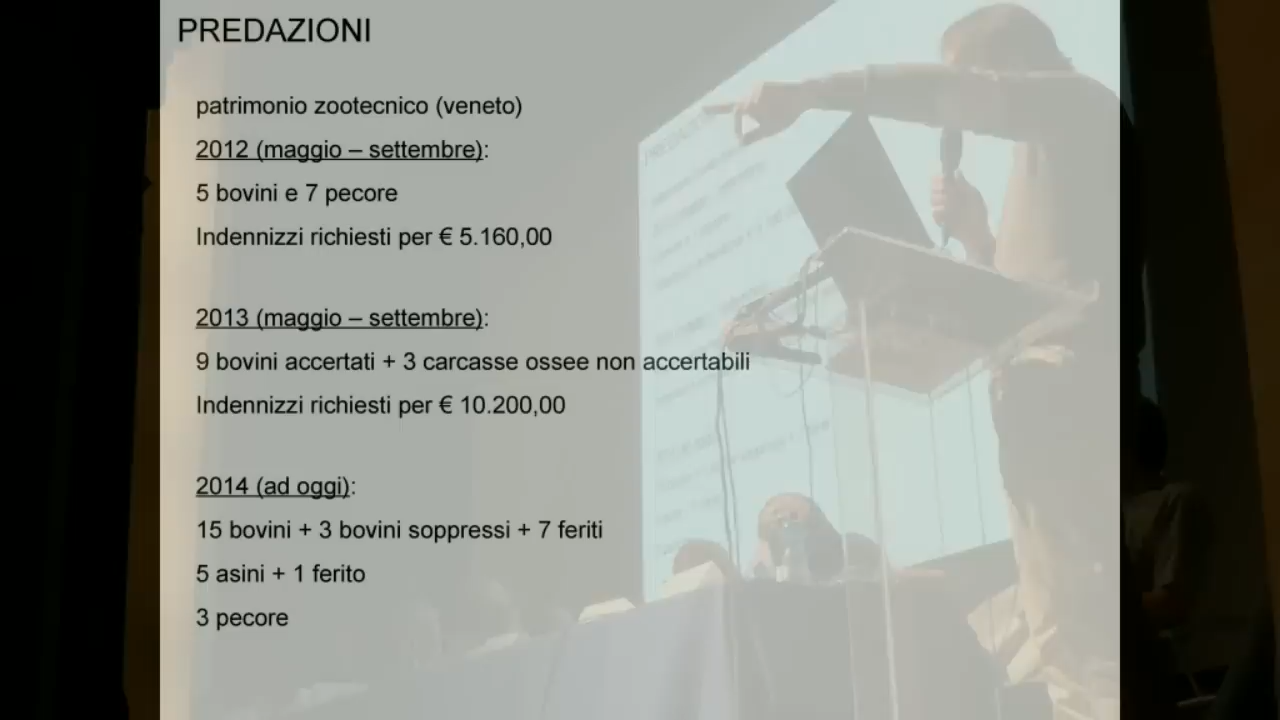 PREDAZIONI
patrimonio zootecnico (veneto)
2012 (maggio – settembre):
5 bovini e 7 pecore
Indennizzi richiesti per € 5.160,00
2013 (maggio – settembre):
9 bovini accertati + 3 carcasse ossee non accertabili
Indennizzi richiesti per € 10.200,00
2014 (ad oggi):
15 bovini + 3 bovini soppressi + 7 feriti
5 asini + 1 ferito
3 pecore